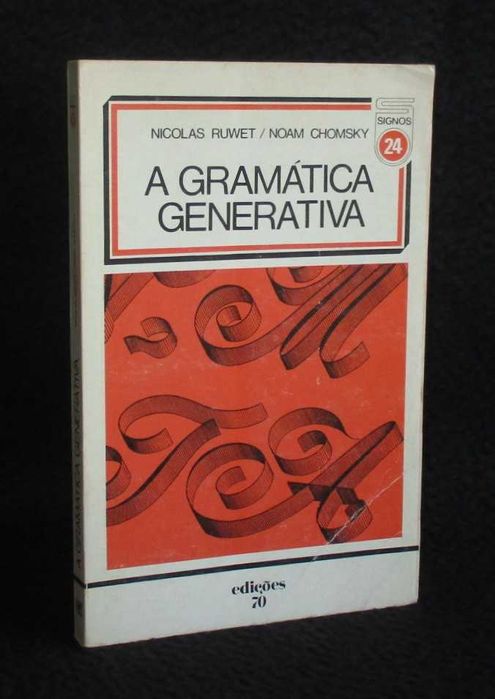 NICOLAS RUWET / NOAM CHOMSKY
SIGNOS
24
A GRAMÁTICA
GENERATIVA
edições
70
A GRAMÁTICA GENERATIVA